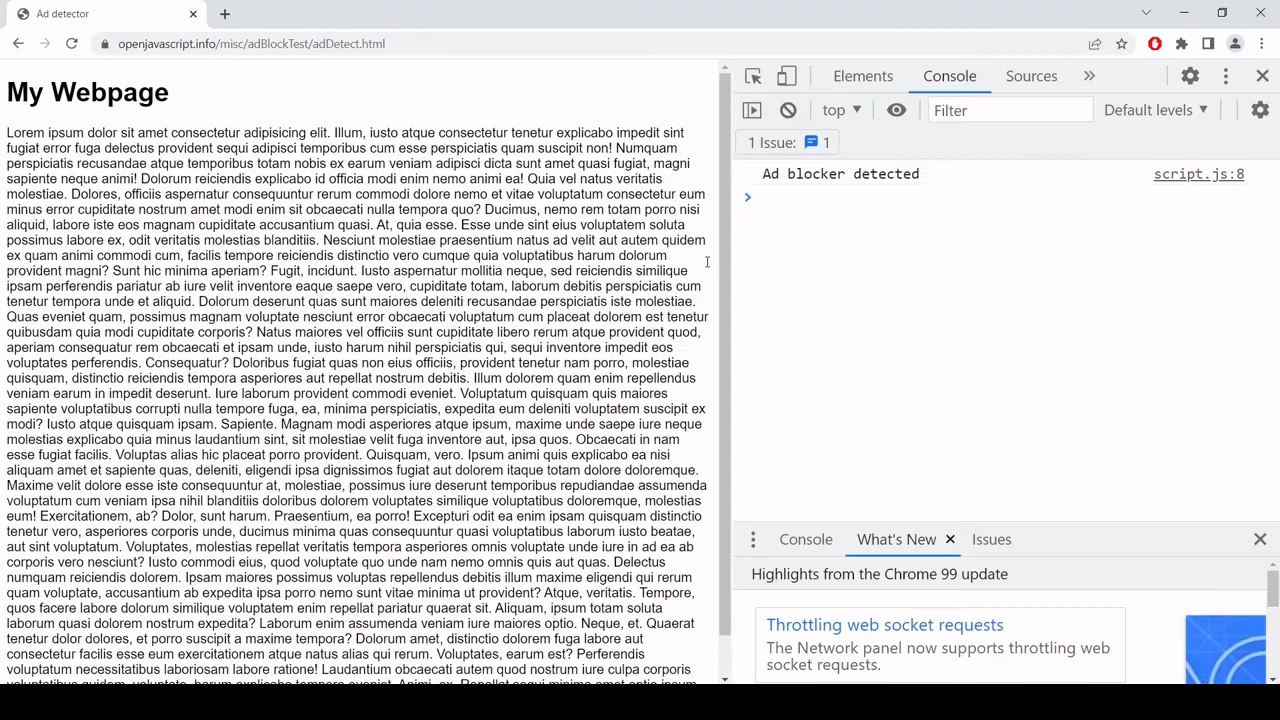 Ad detector
openjavascript.info/misc/adBlockTest/adDetect.html
My Webpage
Lorem ipsum dolor sit amet consectetur adipisicing elit. Illum, iusto atque consectetur tenetur explicabo impedit sint
fugiat error fuga delectus provident sequi adipisci temporibus cum esse perspiciatis quam suscipit non! Numquam
perspiciatis recusandae atque temporibus totam nobis ex earum veniam adipisci dicta sunt amet quasi fugiat, magni
sapiente neque animi! Dolorum reiciendis explicabo id officia modi enim nemo animi ea! Quia vel natus veritatis
molestiae. Dolores, officiis aspernatur consequuntur rerum commodi dolore nemo et vitae voluptatum consectetur eum
minus error cupiditate nostrum amet modi enim sit obcaecati nulla tempora quo? Ducimus, nemo rem totam porro nisi
aliquid, labore iste eos magnam cupiditate accusantium quasi. At, quia esse. Esse unde sint eius voluptatem soluta
possimus labore ex, odit veritatis molestias blanditiis. Nesciunt molestiae praesentium natus ad velit aut autem quidem
ex quam animi commodi cum, facilis tempore reiciendis distinctio vero cumque quia voluptatibus harum dolorum
provident magni? Sunt hic minima aperiam? Fugit, incidunt. Iusto aspernatur mollitia neque, sed reiciendis similique
ipsam perferendis pariatur ab iure velit inventore eaque saepe vero, cupiditate totam, laborum debitis perspiciatis cum
tenetur tempora unde et aliquid. Dolorum deserunt quas sunt maiores deleniti recusandae perspiciatis iste molestiae.
Quas eveniet quam, possimus magnam voluptate nesciunt error obcaecati voluptatum cum placeat dolorem est tenetur
quibusdam quia modi cupiditate corporis? Natus maiores vel officiis sunt cupiditate libero rerum atque provident quod,
aperiam consequatur rem obcaecati et ipsam unde, iusto harum nihil perspiciatis qui, sequi inventore impedit eos
voluptates perferendis. Consequatur? Doloribus fugiat quas non eius officiis, provident tenetur nam porro, molestiae
quisquam, distinctio reiciendis tempora asperiores aut repellat nostrum debitis. Illum dolorem quam enim repellendus
veniam earum in impedit deserunt. Iure laborum provident commodi eveniet. Voluptatum quisquam quis maiores
sapiente voluptatibus corrupti nulla tempore fuga, ea, minima perspiciatis, expedita eum deleniti voluptatem suscipit ex
modi? Iusto atque quisquam ipsam. Sapiente. Magnam modi asperiores atque ipsum, maxime unde saepe iure neque
molestias explicabo quia minus laudantium sint, sit molestiae velit fuga inventore aut, ipsa quos. Obcaecati in nam
esse fugiat facilis. Voluptas alias hic placeat porro provident. Quisquam, vero. Ipsum animi quis explicabo ea nisi
aliquam amet et sapiente quas, deleniti, eligendi ipsa dignissimos fugiat aut dolorem itaque totam dolore doloremque.
Maxime velit dolore esse iste consequuntur at, molestiae, possimus iure deserunt temporibus repudiandae assumenda
voluptatum cum veniam ipsa nihil blanditiis doloribus dolorem voluptates similique voluptatibus doloremque, molestias
eum! Exercitationem, ab? Dolor, sunt harum. Praesentium, ea porro! Excepturi odit ea enim ipsam quisquam distinctio
tenetur vero, asperiores corporis unde, ducimus minima quas consequuntur quasi voluptates laborum iusto beatae,
aut sint voluptatum. Voluptates, molestias repellat veritatis tempora asperiores omnis voluptate unde iure in ad ea ab
corporis vero nesciunt? Iusto commodi eius, quod voluptate quo unde nam nemo omnis quis aut quas. Delectus
numquam reiciendis dolorem. Ipsam maiores possimus voluptas repellendus debitis illum maxime eligendi qui rerum
quam voluptate, accusantium ab expedita ipsa porro nemo sunt vitae minima ut provident? Atque, veritatis. Tempore,
quos facere labore dolorum similique voluptatem enim repellat pariatur quaerat sit. Aliquam, ipsum totam soluta
laborum quasi dolorem expedita? Laborum enim assumenda veniam iure maiores optio. Neque, et. Quaerat
tenetur dolor dolores, et porro suscipit a maxime tempora? Dolorum amet, distinctio dolorem fuga labore aut
consectetur esse eum exercitationem atque natus alias qui rerum. Voluptates, earum est? Perferendis
voluptatem necessitatibus laboriosam labore ratione! Laudantium obcaecati autem quod nostrum iure culpa corporis
Elements
Console
Sources
top
Filter
Default levels
1 Issue: 1
Ad blocker detected script.js:8
Console
What's New
Issues
Highlights from the Chrome 99 update
Throttling web socket requests
The Network panel now supports throttling web
socket requests.